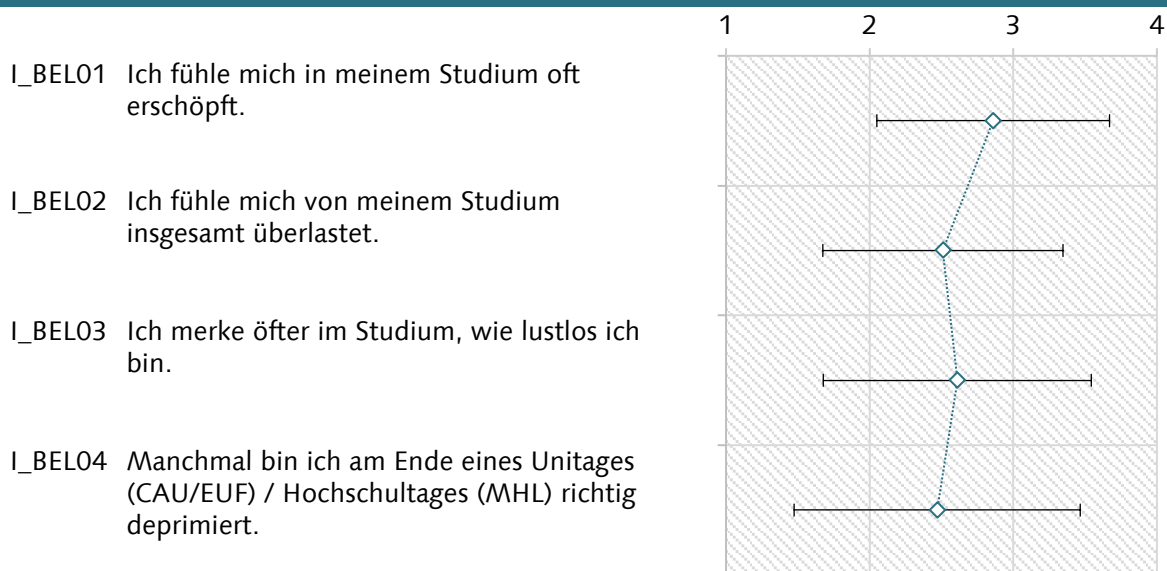 1 2 3 4
I_BEL01 Ich fühle mich in meinem Studium oft
erschöpft.
I_BEL02 Ich fühle mich von meinem Studium
insgesamt überlastet.
I_BEL03 Ich merke öfter im Studium, wie lustlos ich
bin.
I_BEL04 Manchmal bin ich am Ende eines Unitages
(CAU/EUF) / Hochschultages (MHL) richtig
deprimiert.